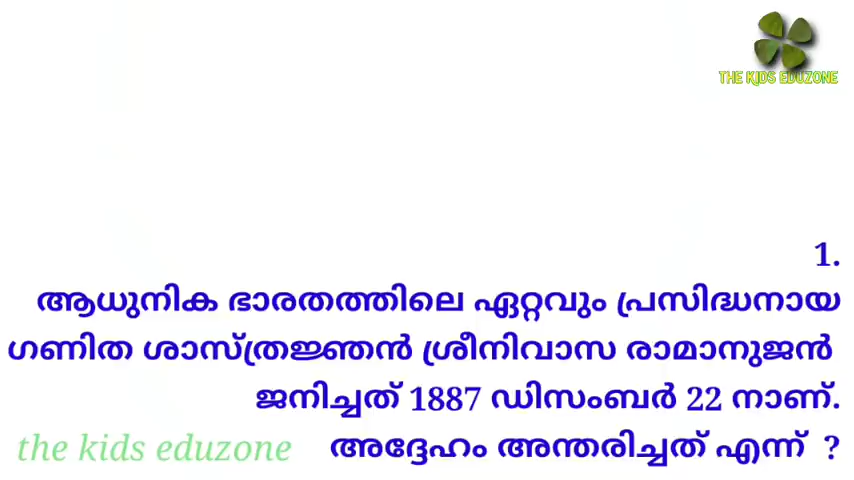 THE KIDS EDUZONE
1.
ആധുനിക ഭാരതത്തിലെ ഏറ്റവും പ്രസിദ്ധനായ
ഗണിത ശാസ്ത്രജ്ഞൻ ശ്രീനിവാസ രാമാനുജൻ
ജനിച്ചത് 1887 ഡിസംബർ 22 നാണ്.
the kids eduzone അദ്ദേഹം അന്തരിച്ചത് എന്ന് ?